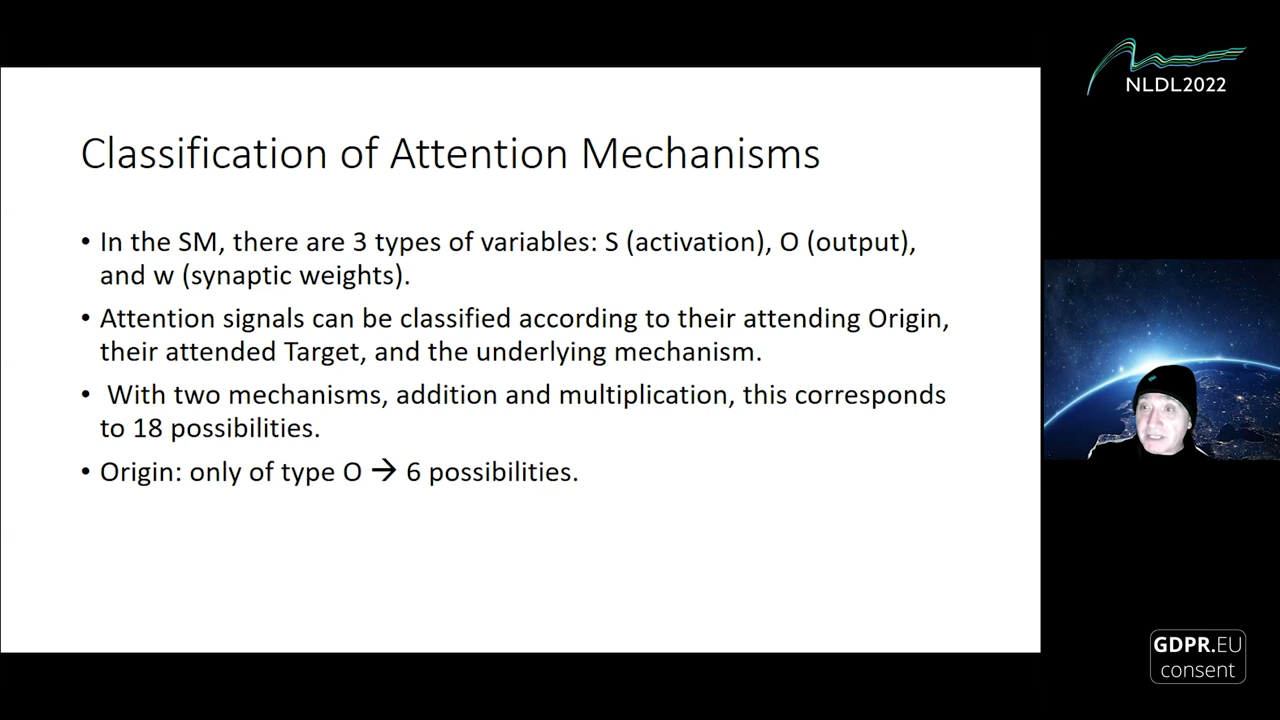 NLDL2022
Classification of Attention Mechanisms
• In the SM, there are 3 types of variables: S (activation), O (output),
and w (synaptic weights).
• Attention signals can be classified according to their attending Origin,
their attended Target, and the underlying mechanism.
• With two mechanisms, addition and multiplication, this corresponds
to 18 possibilities.
• Origin: only of type O → 6 possibilities.
GDPR.EU
consent